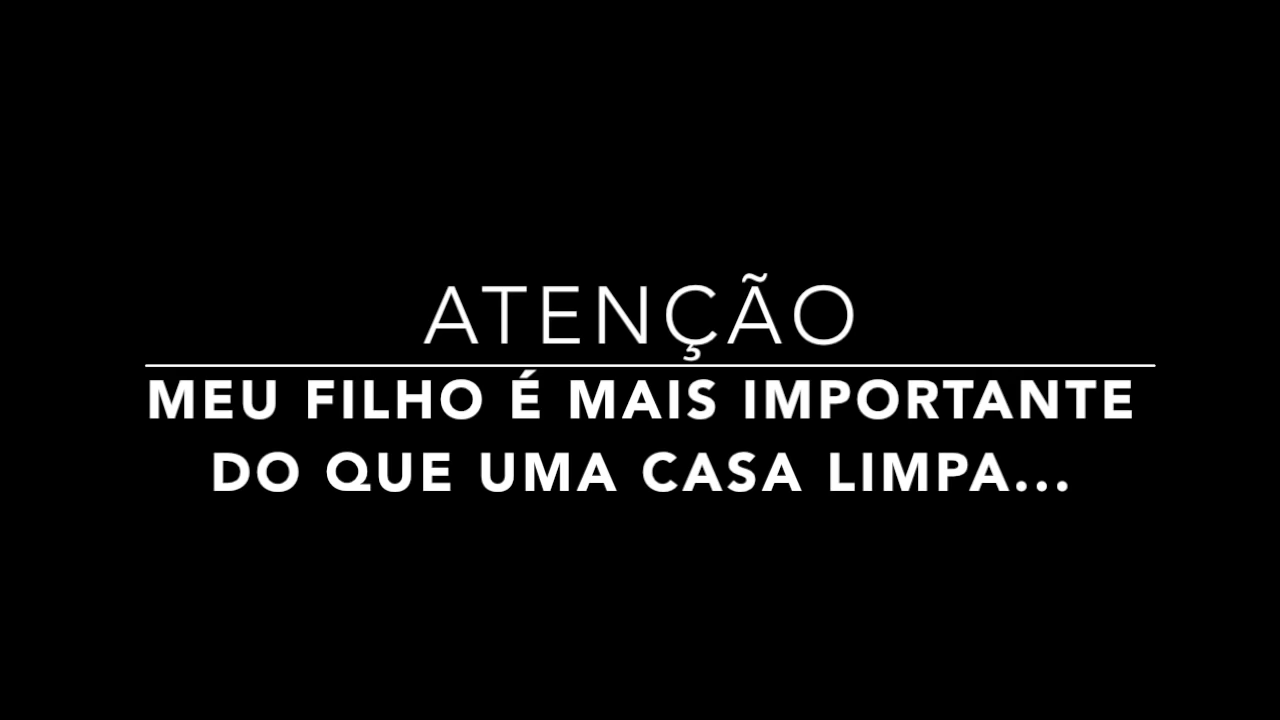 ATENÇÃO
MEU FILHO É MAIS IMPORTANTE
DO QUE UMA CASA LIMPA...